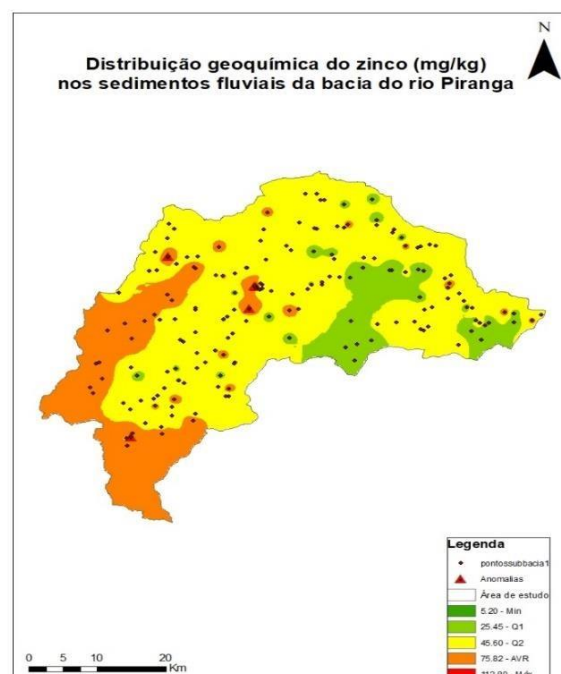 N
Distribuição geoquímica do zinco (mg/kg)
nos sedimentos fluviais da bacia do rio Piranga
Legenda
pontossubbacia1
Anomalias
Área de estudo
5.20 - Min
25.45 - Q1
45.60 - Q2
75.82 - AVR
0 5 10 20
Km